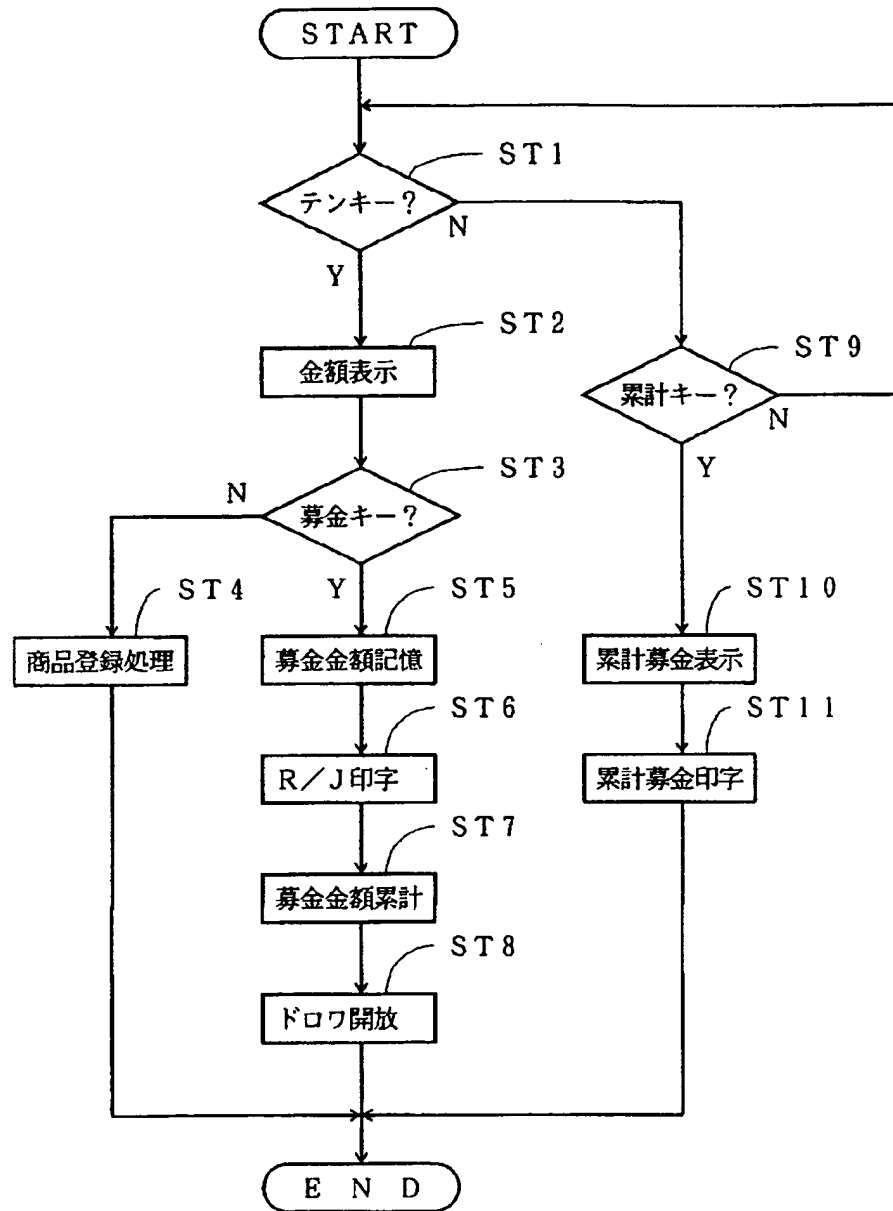 START
ST1
テンキー?
N
Y
ST2
金額表示
ST9
累計キー?
N
Y
ST3
募金キー?
N
Y
ST4
商品登録処理
ST5
募金金額記憶
ST10
累計募金表示
ST6
R/J印字
ST11
累計募金印字
ST7
募金金額累計
ST8
ドロワ開放
END